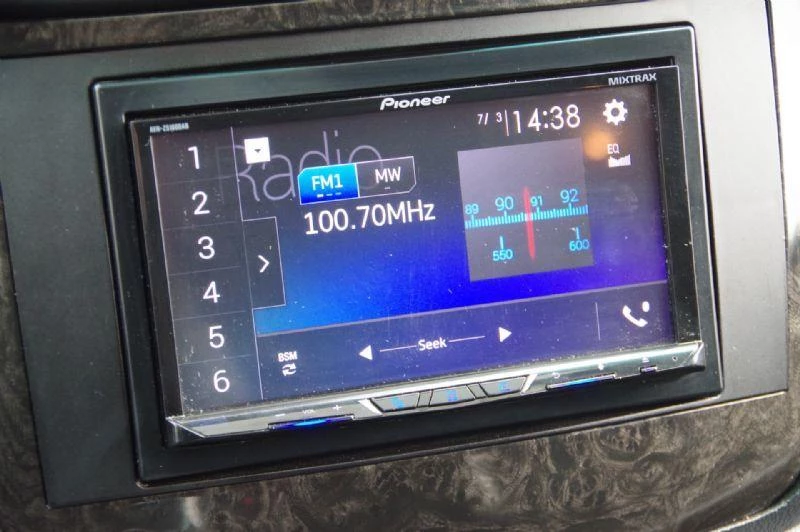 MIXTRAX
Pioneer
7/ 3 14:38
1
2
3
4
5
6
Radio
FM1 MW
100.70MHz
EQ
89 90 91 92
550 600
BSM
Seek
VOL